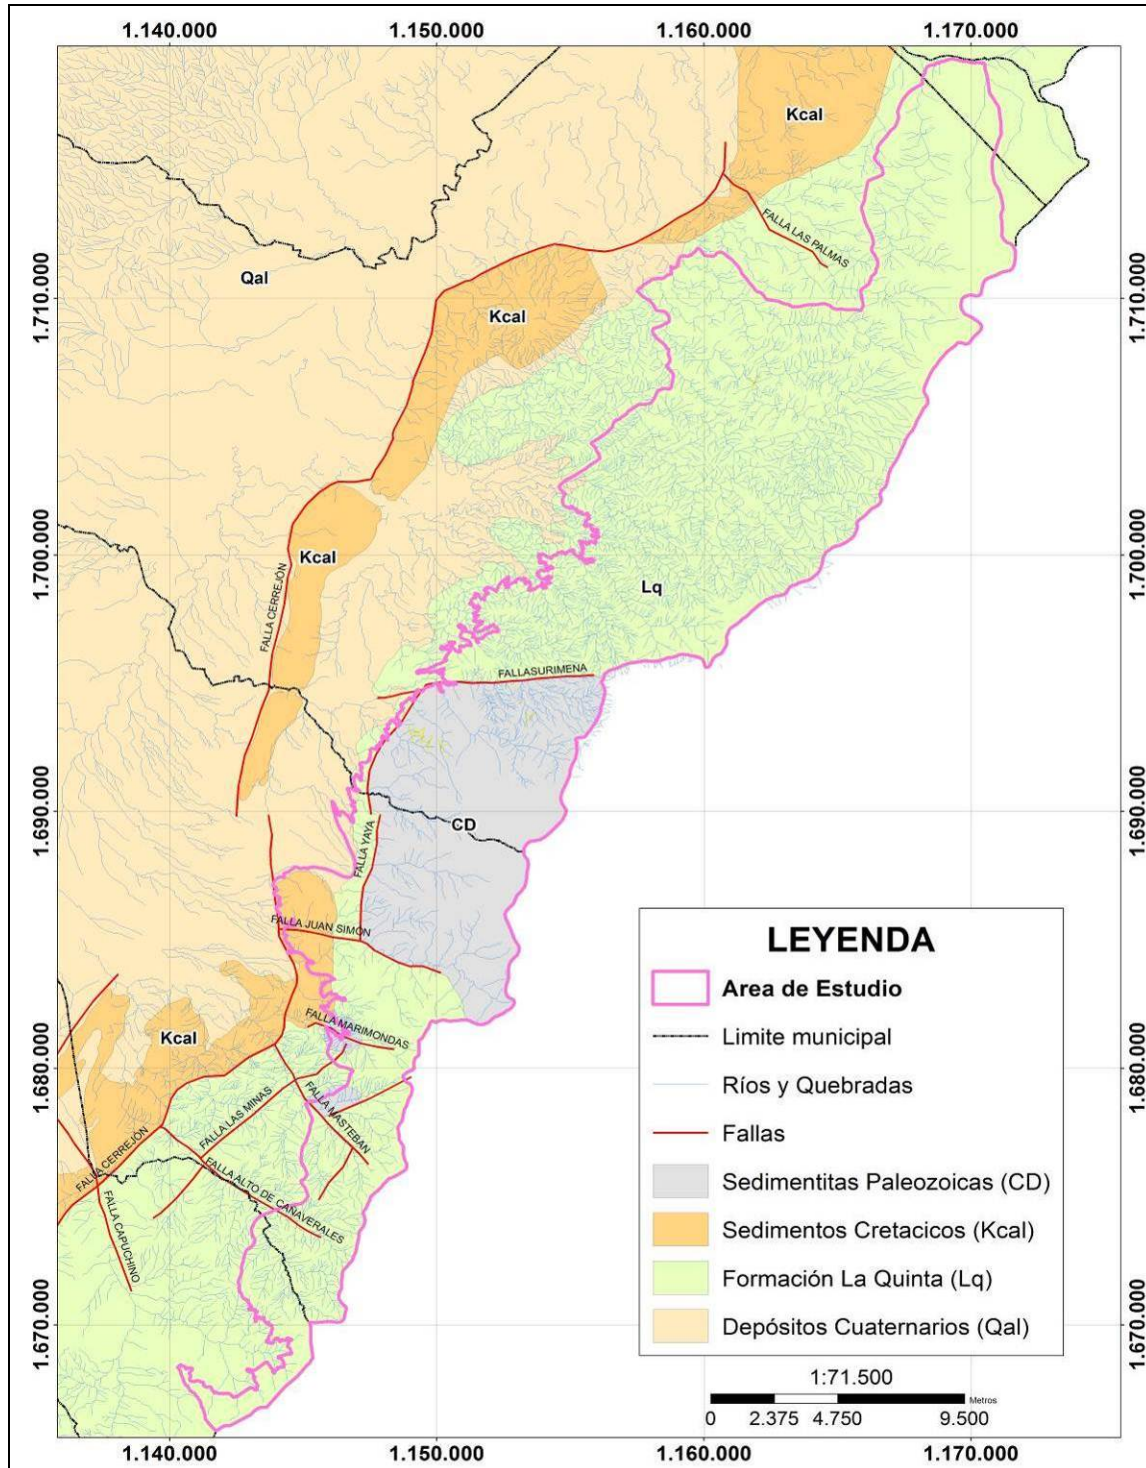 1.140.000 1.150.000 1.160.000 1.170.000
Kcal
FALLA LAS PALMAS
Qal
1.710.000 1.710.000
Kcal
1.700.000 1.700.000
Kcal
Lq
FALLA CERREJÓN
FALLASURIMENA
1.690.000 1.690.000
CD
FALLA YAYA
FALLA JUAN SIMON
FALLA MARIMONDAS
Kcal
1.680.000 1.680.000
FALLA LAS MINAS
FALLA NASTEBAN
FALLA CERREJÓN
FALLA ALTO DE CAÑAVERALES
FALLA CAPUCHINO
1.670.000 1.670.000
LEYENDA
Area de Estudio
Limite municipal
Ríos y Quebradas
Fallas
Sedimentitas Paleozoicas (CD)
Sedimentos Cretacicos (Kcal)
Formación La Quinta (Lq)
Depósitos Cuaternarios (Qal)
1:71.500
Metros
0 2.375 4.750 9.500
1.140.000 1.150.000 1.160.000 1.170.000